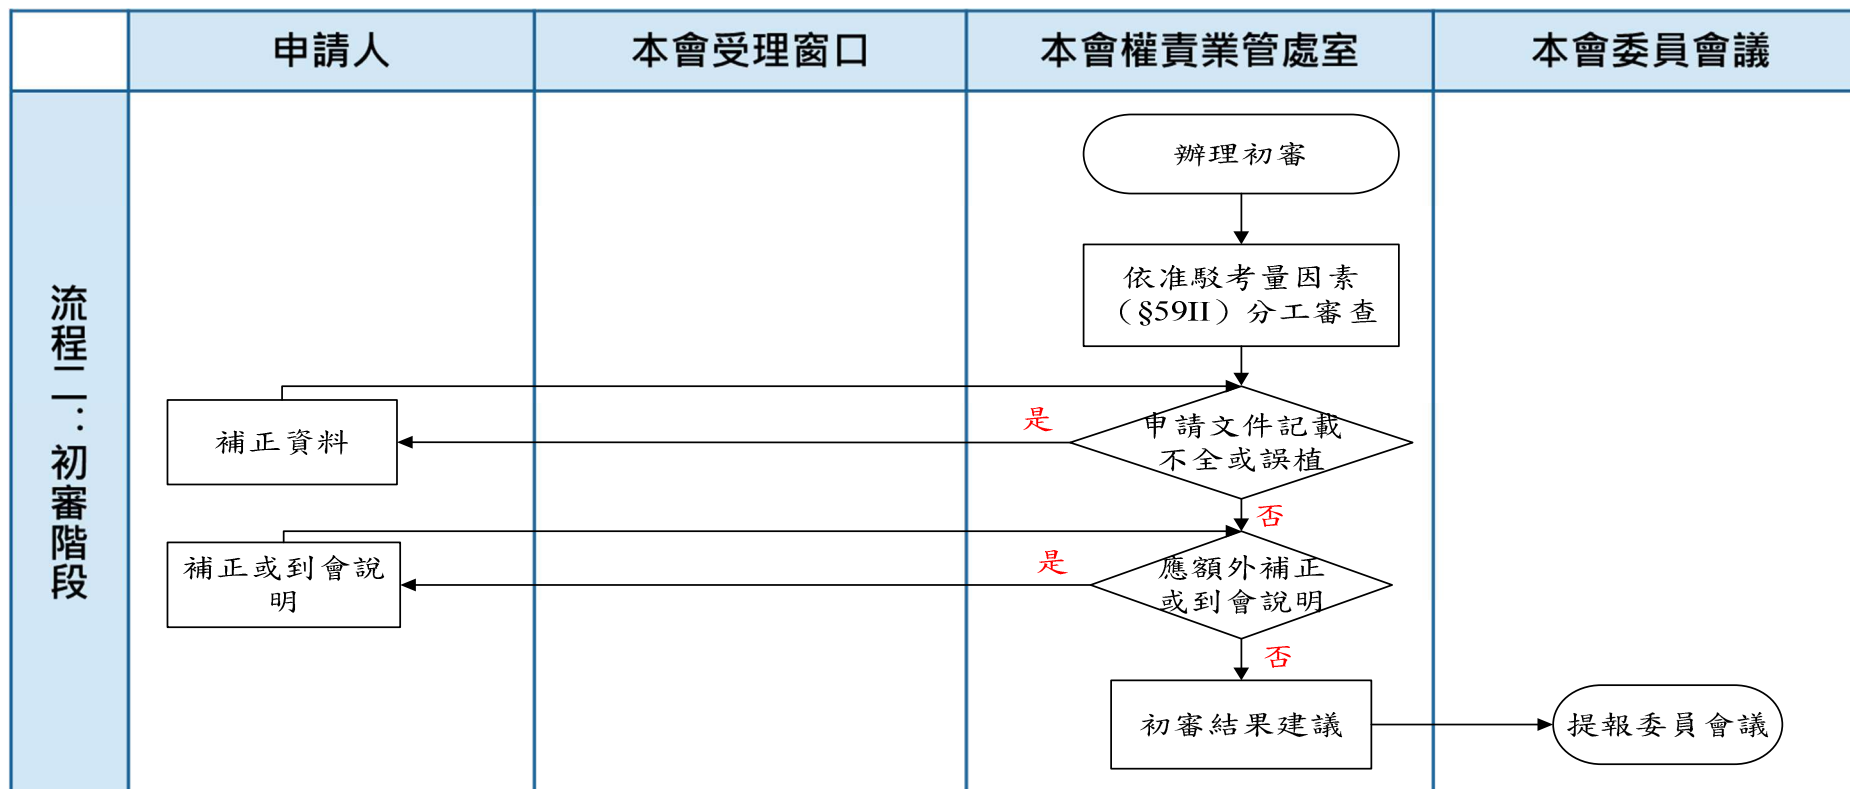 申請人
本會受理窗口
本會權責業管處室
本會委員會議
流程二：初審階段
辦理初審
依准駁考量因素
（§59II）分工審查
是
申請文件記載
不全或誤植
補正資料
否
是
應額外補正
或到會說明
補正或到會說
明
否
初審結果建議
提報委員會議